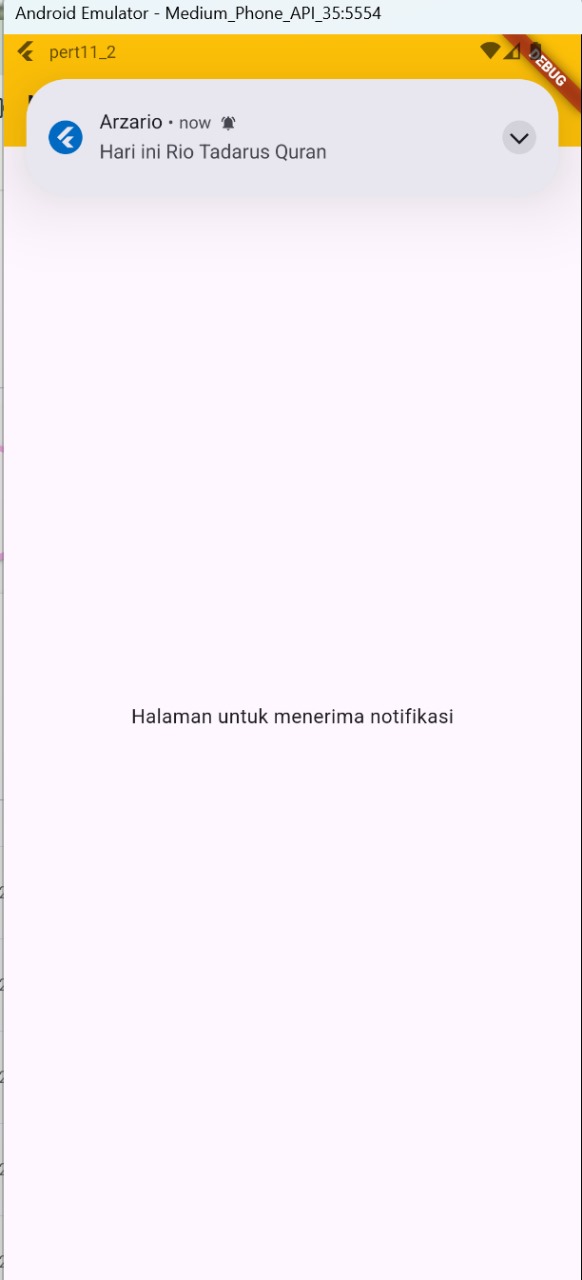 Android Emulator - Medium_Phone_API_35:5554
pert11_2
DEBUG
Arzario • now
Hari ini Rio Tadarus Quran
Halaman untuk menerima notifikasi